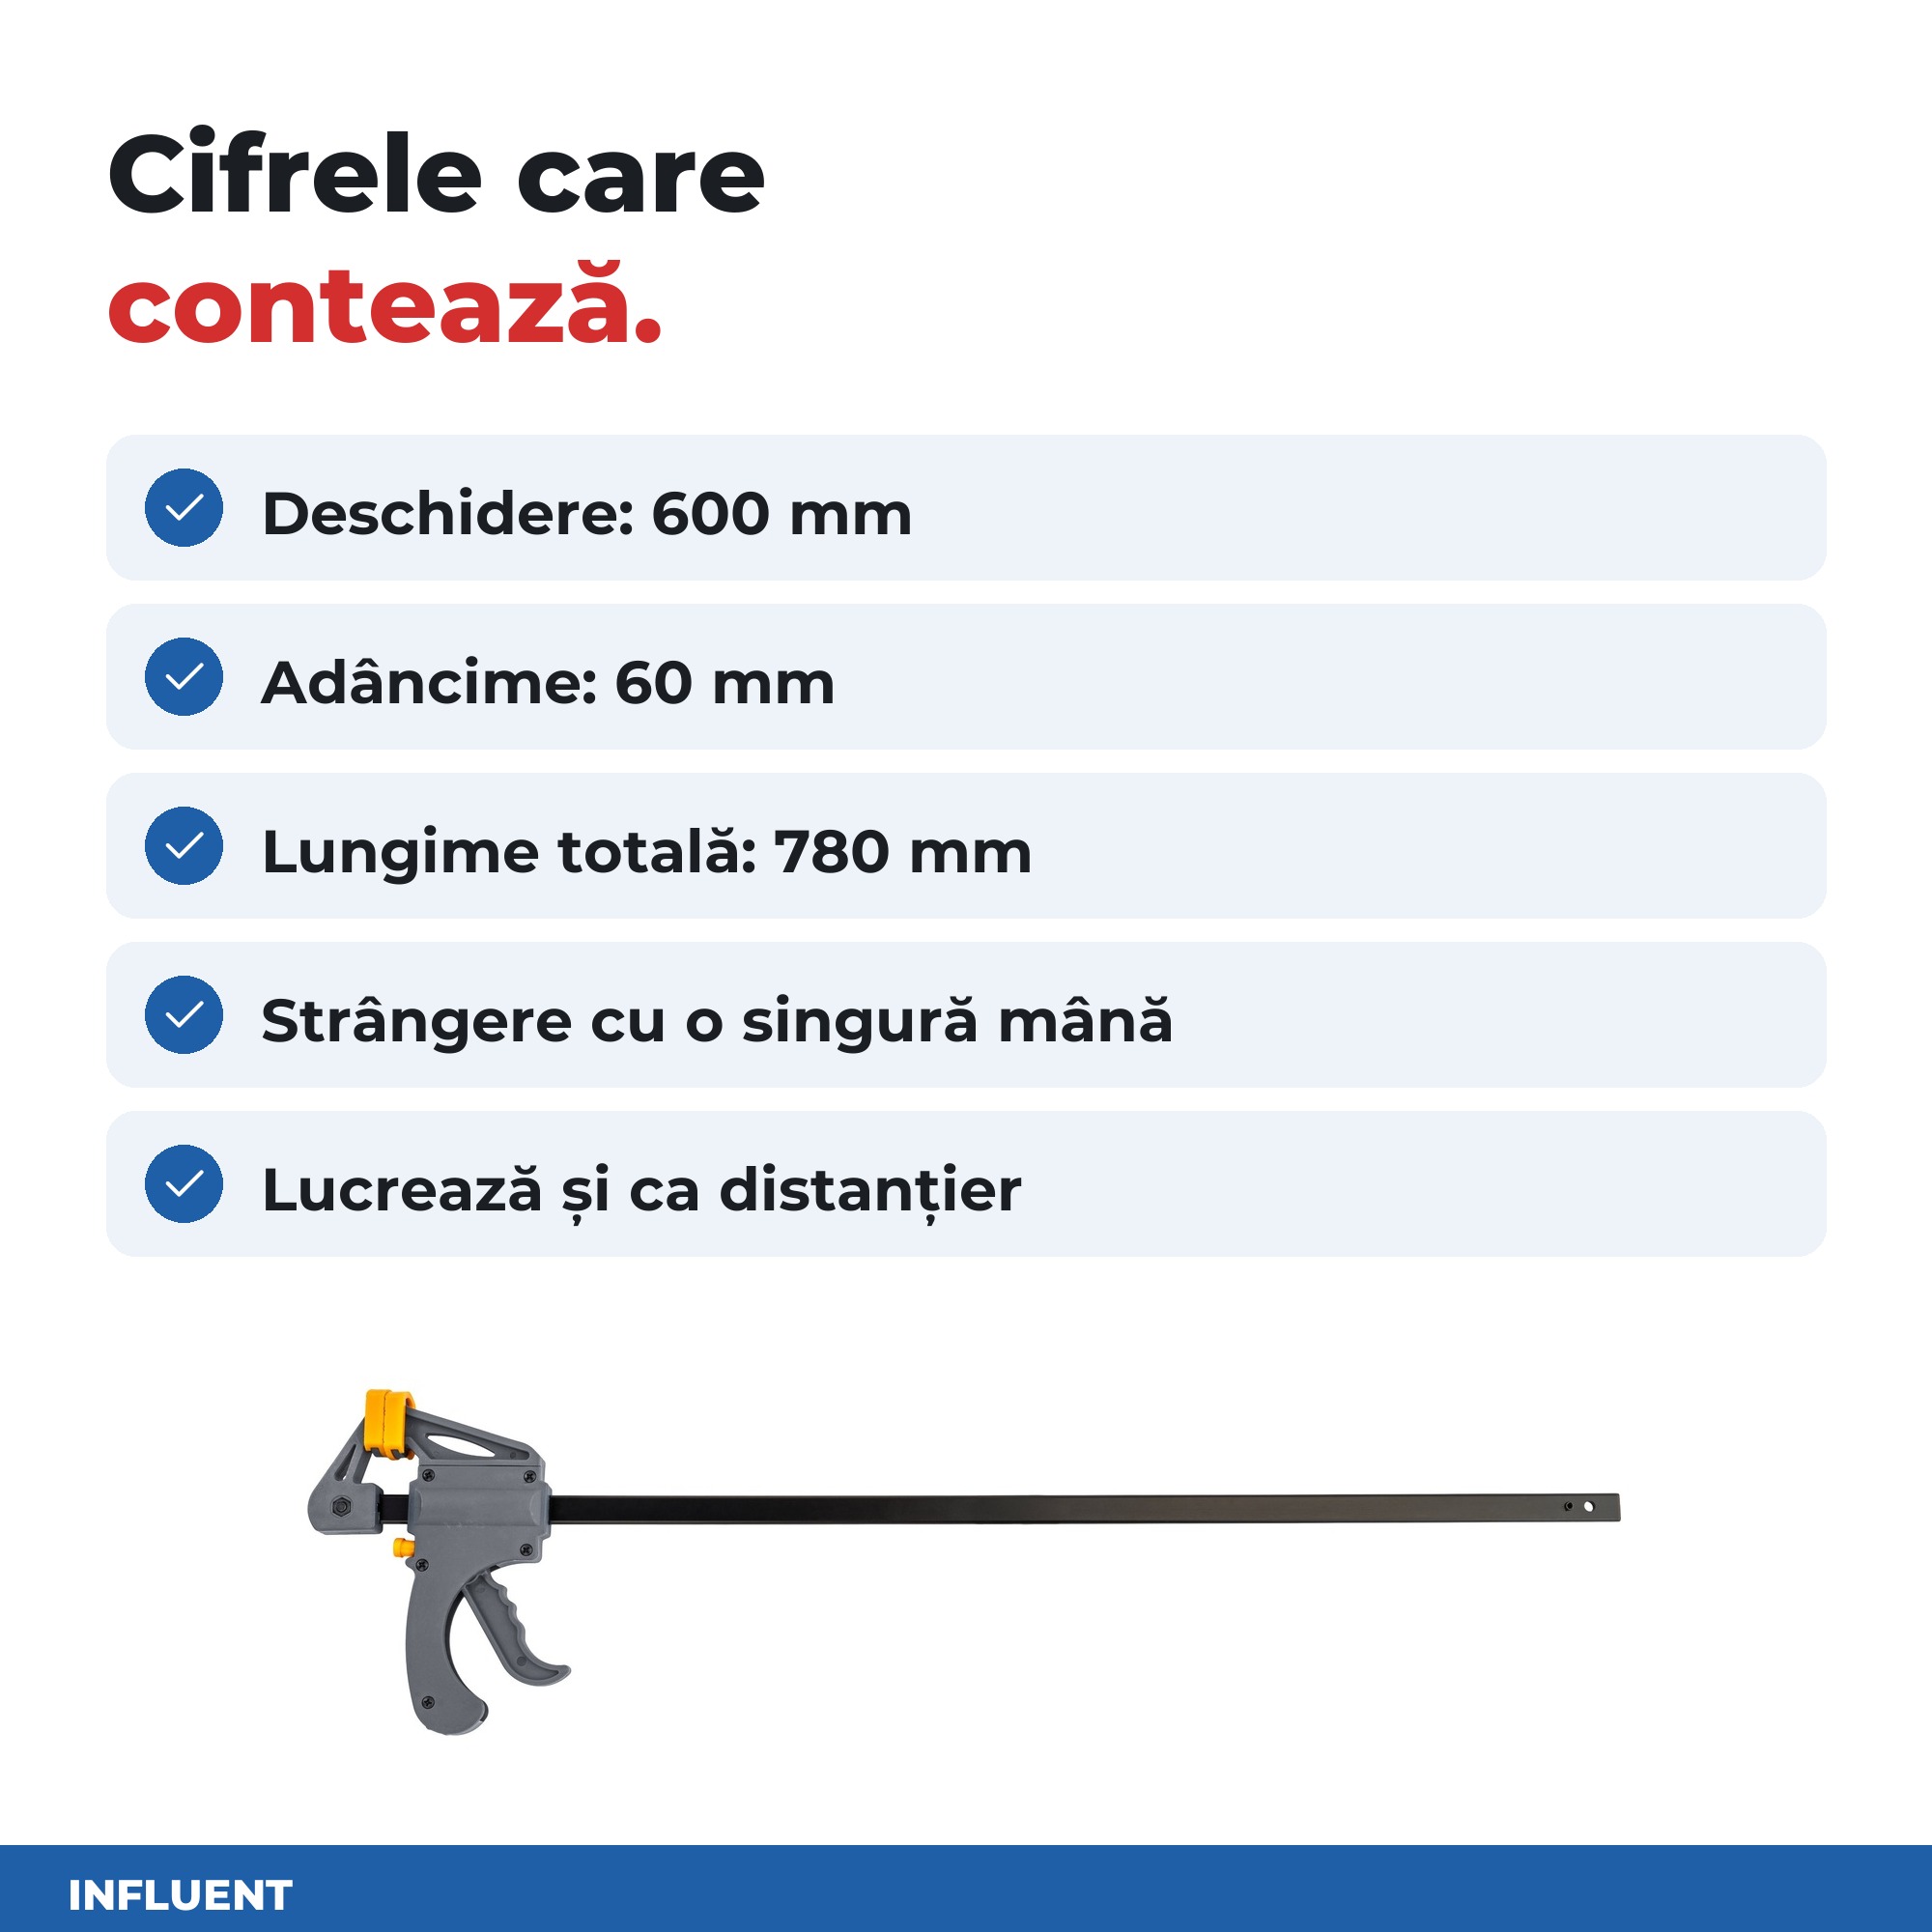 Cifrele care
contează.
Deschidere: 600 mm
Adâncime: 60 mm
Lungime totală: 780 mm
Strângere cu o singură mână
Lucrează și ca distanțier
INFLUENT